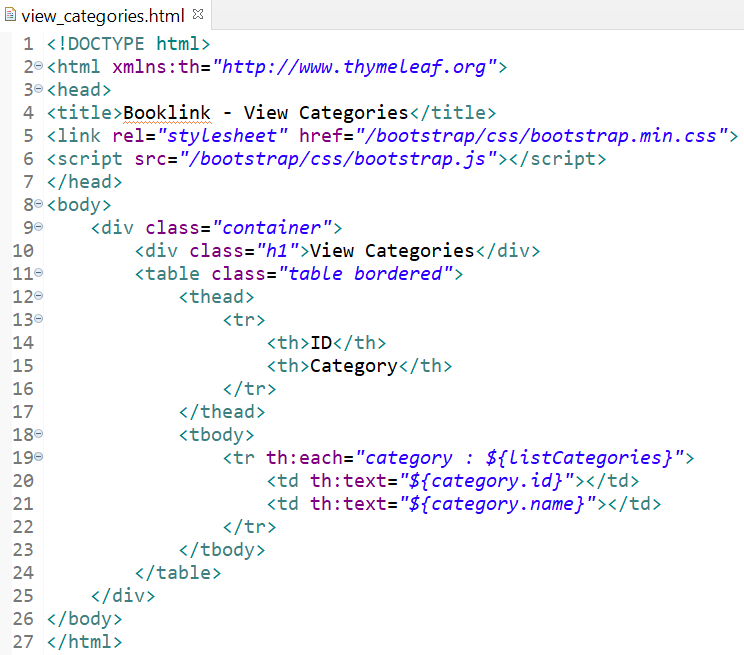 view_categories.html
1 <!DOCTYPE html>
2 <html xmlns:th="http://www.thymeleaf.org">
3 <head>
4 <title>Booklink - View Categories</title>
5 <link rel="stylesheet" href="/bootstrap/css/bootstrap.min.css">
6 <script src="/bootstrap/css/bootstrap.js"></script>
7 </head>
8 <body>
9     <div class="container">
10         <div class="h1">View Categories</div>
11         <table class="table bordered">
12             <thead>
13                 <tr>
14                     <th>ID</th>
15                     <th>Category</th>
16                 </tr>
17             </thead>
18             <tbody>
19                 <tr th:each="category : ${listCategories}">
20                     <td th:text="${category.id}"></td>
21                     <td th:text="${category.name}"></td>
22                 </tr>
23             </tbody>
24         </table>
25     </div>
26 </body>
27 </html>